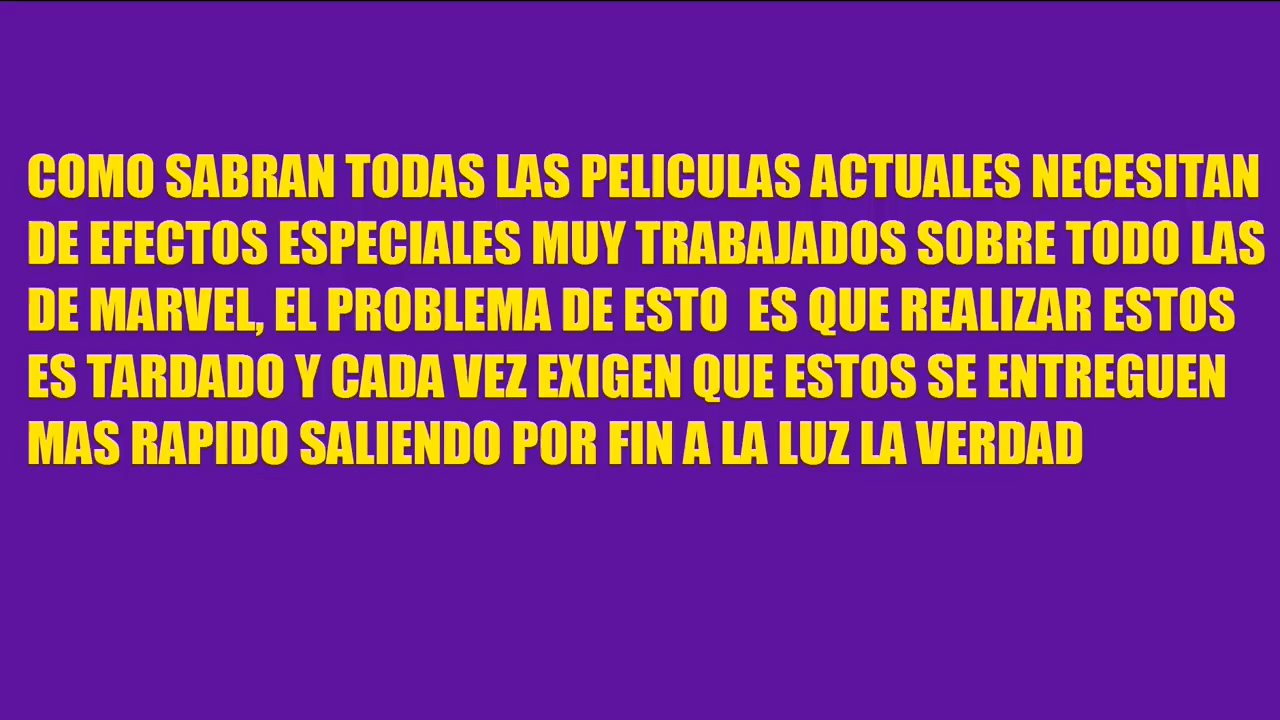 COMO SABRAN TODAS LAS PELICULAS ACTUALES NECESITAN
DE EFECTOS ESPECIALES MUY TRABAJADOS SOBRE TODO LAS
DE MARVEL, EL PROBLEMA DE ESTO  ES QUE REALIZAR ESTOS
ES TARDADO Y CADA VEZ EXIGEN QUE ESTOS SE ENTREGUEN
MAS RAPIDO SALIENDO POR FIN A LA LUZ LA VERDAD